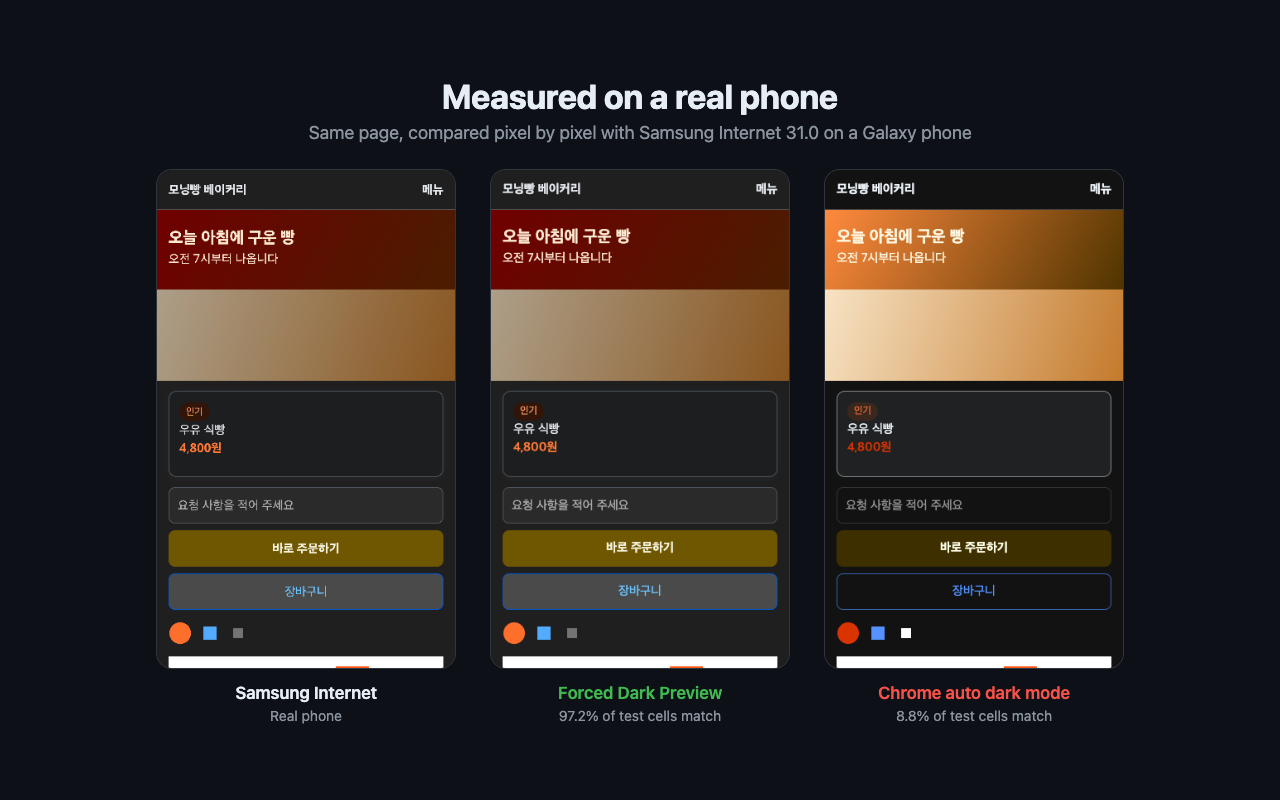 Measured on a real phone
Same page, compared pixel by pixel with Samsung Internet 31.0 on a Galaxy phone
모닝빵 베이커리 메뉴
오늘 아침에 구운 빵
오전 7시부터 나옵니다
인기
우유 식빵
4,800원
요청 사항을 적어 주세요
바로 주문하기
장바구니
Samsung Internet
Real phone
모닝빵 베이커리 메뉴
오늘 아침에 구운 빵
오전 7시부터 나옵니다
인기
우유 식빵
4,800원
요청 사항을 적어 주세요
바로 주문하기
장바구니
Forced Dark Preview
97.2% of test cells match
모닝빵 베이커리 메뉴
오늘 아침에 구운 빵
오전 7시부터 나옵니다
인기
우유 식빵
4,800원
요청 사항을 적어 주세요
바로 주문하기
장바구니
Chrome auto dark mode
8.8% of test cells match